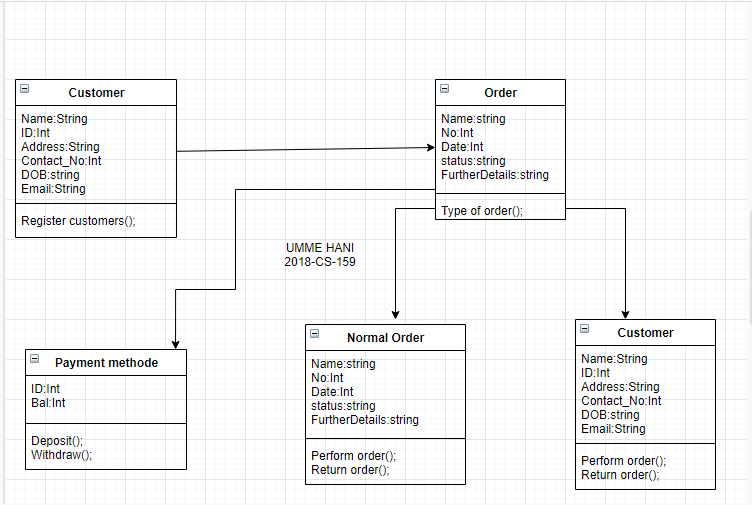 Customer
Name:String
ID:Int
Address:String
Contact_No:Int
DOB:string
Email:String
Register customers();
Order
Name:string
No:Int
Date:Int
status:string
FurtherDetails:string
Type of order();
UMME HANI
2018-CS-159
Payment methode
ID:Int
Bal:Int
Deposit();
Withdraw();
Normal Order
Name:string
No:Int
Date:Int
status:string
FurtherDetails:string
Perform order();
Return order();
Customer
Name:String
ID:Int
Address:String
Contact_No:Int
DOB:string
Email:String
Perform order();
Return order();